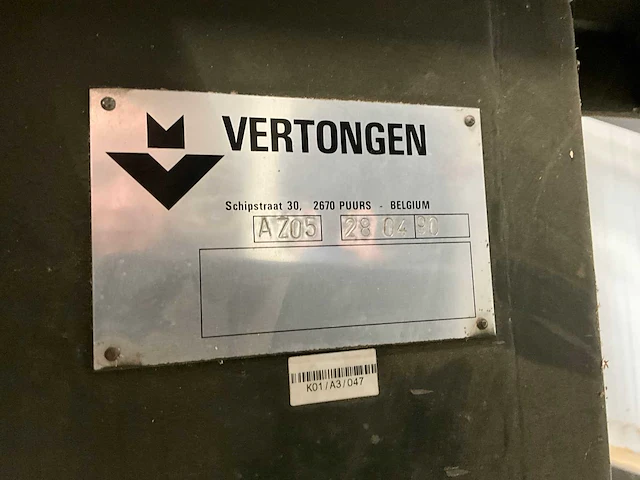 VERTONGEN
Schipstraat 30, 2670 PUURS - BELGIUM
AZ05 28 04 90
K01/A3/047